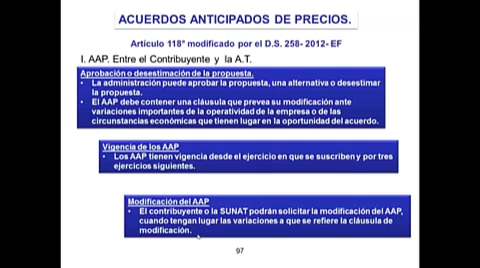 ACUERDOS ANTICIPADOS DE PRECIOS.
Artículo 118° modificado por el D.S. 258- 2012- EF
I. AAP. Entre el Contribuyente y la A.T.
Aprobación o desestimación de la propuesta.
• La administración puede aprobar la propuesta, una alternativa o desestimar
la propuesta.
• El AAP debe contener una cláusula que prevea su modificación ante
variaciones importantes de la operatividad de la empresa o de las
circunstancias económicas que tienen lugar en la oportunidad del acuerdo.
Vigencia de los AAP
• Los AAP tienen vigencia desde el ejercicio en que se suscriben y por tres
ejercicios siguientes.
Modificación del AAP
• El contribuyente o la SUNAT podrán solicitar la modificación del AAP,
cuando tengan lugar las variaciones a que se refiere la cláusula de
modificación.
97